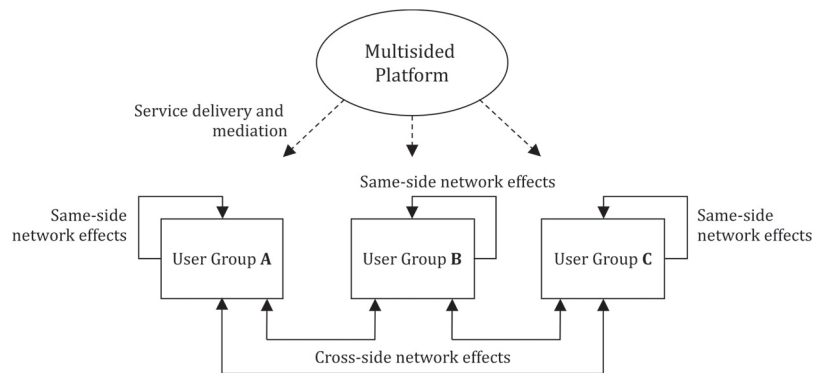 Multisided
Platform
Service delivery and
mediation
Same-side network effects
Same-side
network effects
Same-side
network effects
User Group A
User Group B
User Group C
Cross-side network effects